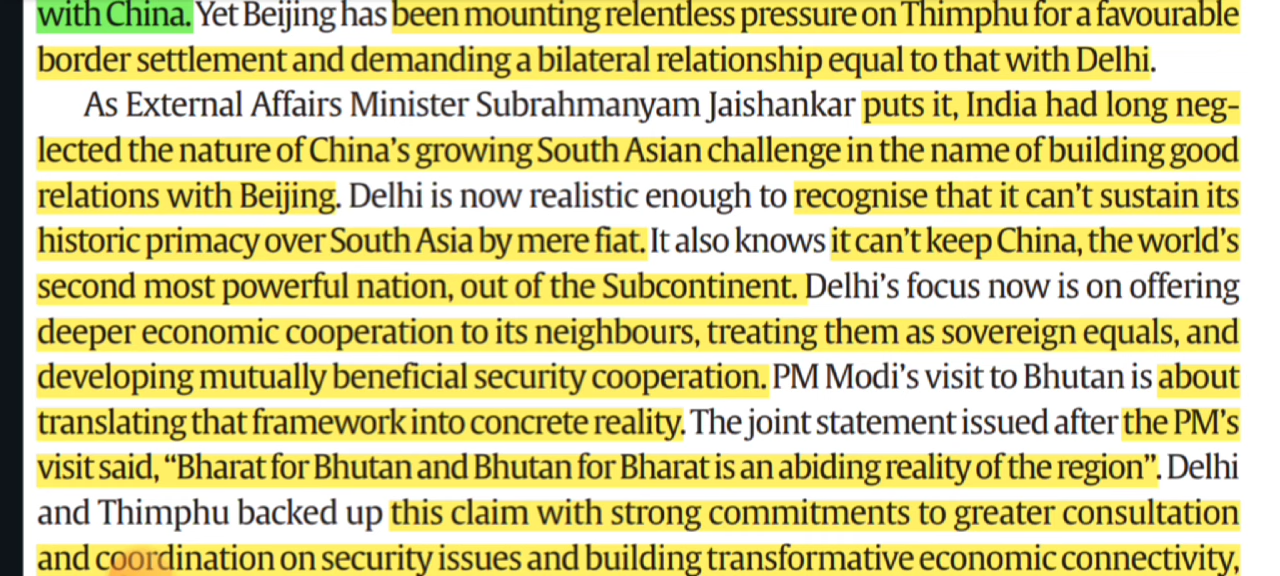 with China. Yet Beijing has been mounting relentless pressure on Thimphu for a favourable
border settlement and demanding a bilateral relationship equal to that with Delhi.
As External Affairs Minister Subrahmanyam Jaishankar puts it, India had long neg-
lected the nature of China’s growing South Asian challenge in the name of building good
relations with Beijing. Delhi is now realistic enough to recognise that it can’t sustain its
historic primacy over South Asia by mere fiat. It also knows it can’t keep China, the world’s
second most powerful nation, out of the Subcontinent. Delhi’s focus now is on offering
deeper economic cooperation to its neighbours, treating them as sovereign equals, and
developing mutually beneficial security cooperation. PM Modi’s visit to Bhutan is about
translating that framework into concrete reality. The joint statement issued after the PM’s
visit said, “Bharat for Bhutan and Bhutan for Bharat is an abiding reality of the region”. Delhi
and Thimphu backed up this claim with strong commitments to greater consultation
and coordination on security issues and building transformative economic connectivity,